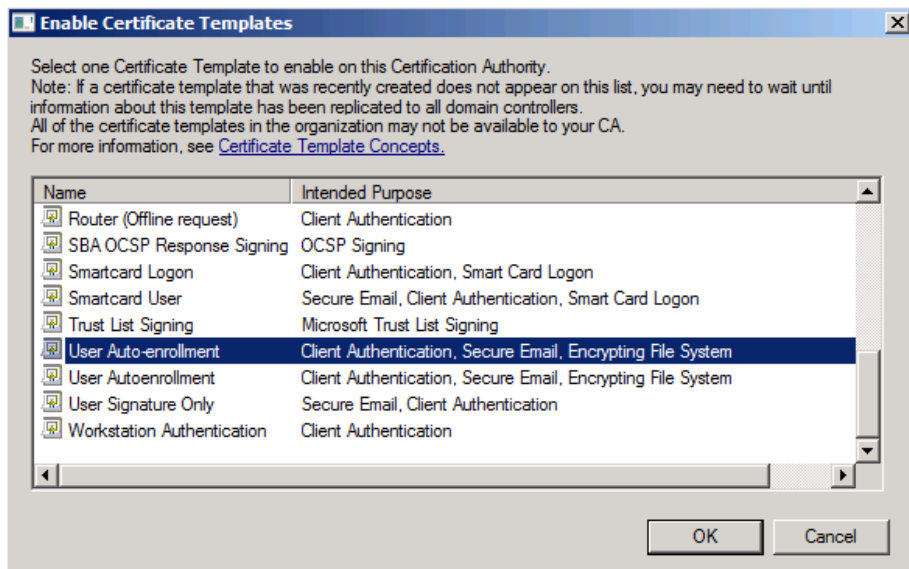 Enable Certificate Templates
Select one Certificate Template to enable on this Certification Authority.
Note: If a certificate template that was recently created does not appear on this list, you may need to wait until
information about this template has been replicated to all domain controllers.
All of the certificate templates in the organization may not be available to your CA.
For more information, see Certificate Template Concepts.
Name Intended Purpose
Router (Offline request) Client Authentication
SBA OCSP Response Signing OCSP Signing
Smartcard Logon Client Authentication, Smart Card Logon
Smartcard User Secure Email, Client Authentication, Smart Card Logon
Trust List Signing Microsoft Trust List Signing
User Auto-enrollment Client Authentication, Secure Email, Encrypting File System
User Autoenrollment Client Authentication, Secure Email, Encrypting File System
User Signature Only Secure Email, Client Authentication
Workstation Authentication Client Authentication
OK Cancel